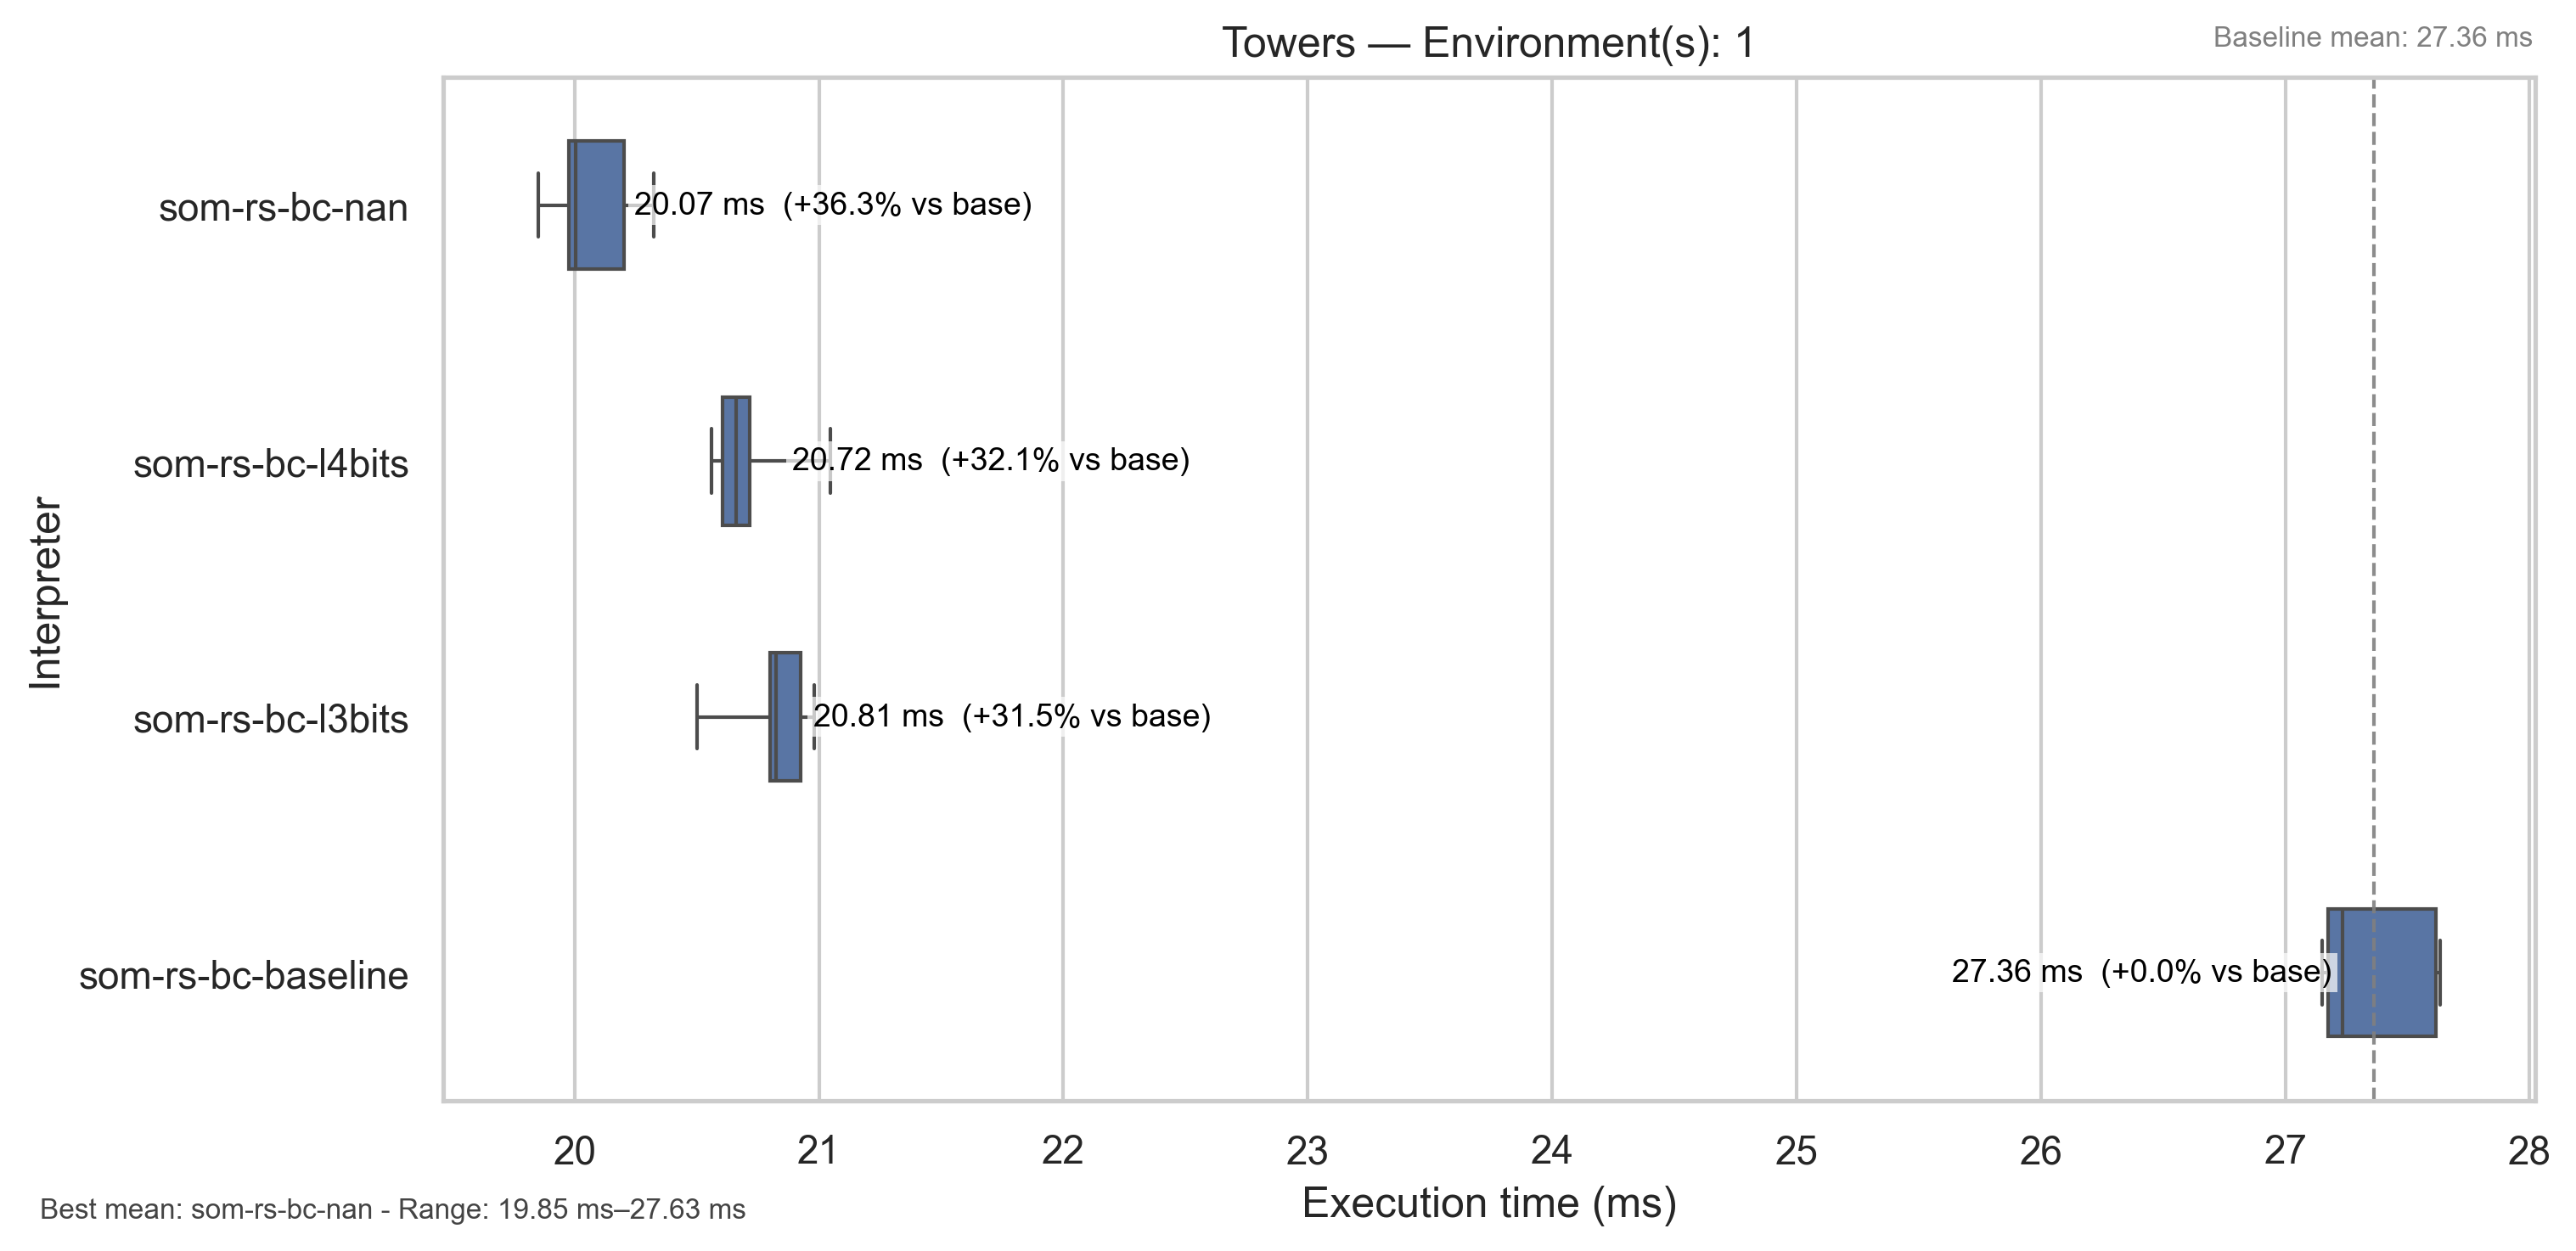 Towers — Environment(s): 1
Baseline mean: 27.36 ms
Interpreter
som-rs-bc-nan
20.07 ms (+36.3% vs base)
som-rs-bc-l4bits
20.72 ms (+32.1% vs base)
som-rs-bc-l3bits
20.81 ms (+31.5% vs base)
som-rs-bc-baseline
27.36 ms (+0.0% vs base)
20 21 22 23 24 25 26 27 28
Execution time (ms)
Best mean: som-rs-bc-nan - Range: 19.85 ms–27.63 ms